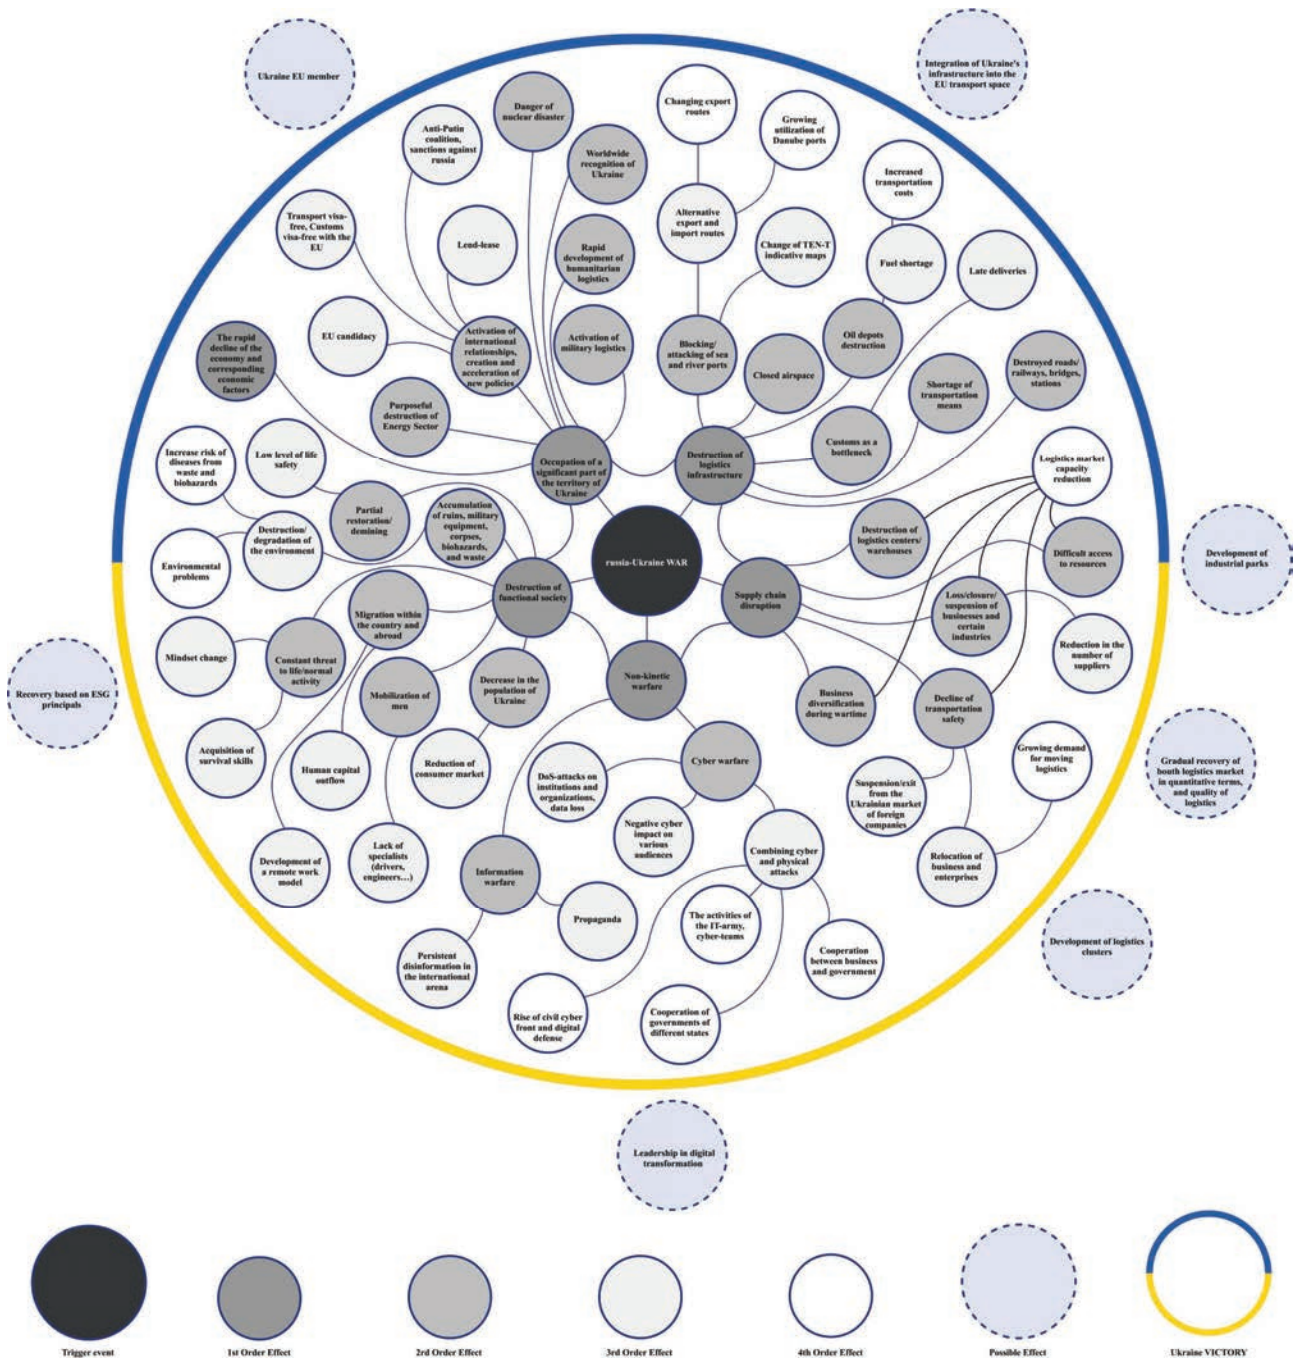 Ukraine EU member
Integration of Ukraine's
infrastructure into the
EU transport space
Danger of
nuclear disaster
Changing export
routes
Anti-Putin
coalition,
sanctions against
russia
Growing
utilization of
Danube ports
Worldwide
recognition of
Ukraine
Increased
transportation
costs
Transport visa-
free, Customs
visa-free with the
EU
Lend-lease
Alternative
export and
import routes
Rapid
development of
humanitarian
logistics
Change of TEN-T
indicative maps
Fuel shortage
Late deliveries
EU candidacy
The rapid
decline of the
economy and
corresponding
economic
factors
Activation of
international
relationships,
creation and
acceleration of
new policies
Activation of
military logistics
Blocking/
attacking of sea
and river ports
Oil depots
destruction
Closed airspace
Destroyed roads/
railways, bridges,
stations
Shortage of
transportation
means
Purposeful
destruction of
Energy Sector
Customs as a
bottleneck
Increase risk of
diseases from
waste and
biohazards
Low level of life
safety
Occupation of a
significant part of
the territory of
Ukraine
Destruction of
logistics
infrastructure
Logistics market
capacity
reduction
Partial
restoration/
demining
Accumulation
of ruins, military
equipment,
corpses,
biohazards,
and waste
Destruction/
degradation of
the environment
Destruction of
logistics centers/
warehouses
Difficult access
to resources
Development of
industrial parks
Environmental
problems
russia-Ukraine WAR
Destruction of
functional society
Supply chain
disruption
Loss/closure/
suspension of
businesses and
certain
industries
Migration within
the country and
abroad
Mindset change
Constant threat
to life/normal
activity
Reduction in the
number of
suppliers
Non-kinetic
warfare
Recovery based on ESG
principals
Mobilization of
men
Decrease in the
population of
Ukraine
Business
diversification
during wartime
Decline of
transportation
safety
Acquisition of
survival skills
Human capital
outflow
Reduction of
consumer market
Cyber warfare
Growing demand
for moving
logistics
Gradual recovery of
bouth logistics market
in quantitative terms,
and quality of
logistics
DoS-attacks on
institutions and
organizations,
data loss
Suspension/exit
from the
Ukrainian market
of foreign
companies
Negative cyber
impact on
various
audiences
Combining cyber
and physical
attacks
Development of
a remote work
model
Lack of
specialists
(drivers,
engineers…)
Information
warfare
Relocation of
business and
enterprises
Propaganda
The activities of
the IT-army,
cyber-teams
Cooperation
between business
and government
Development of logistics
clusters
Persistent
disinformation in
the international
arena
Rise of civil cyber
front and digital
defense
Cooperation of
governments of
different states
Leadership in digital
transformation
Trigger event
1st Order Effect
2rd Order Effect
3rd Order Effect
4th Order Effect
Possible Effect
Ukraine VICTORY